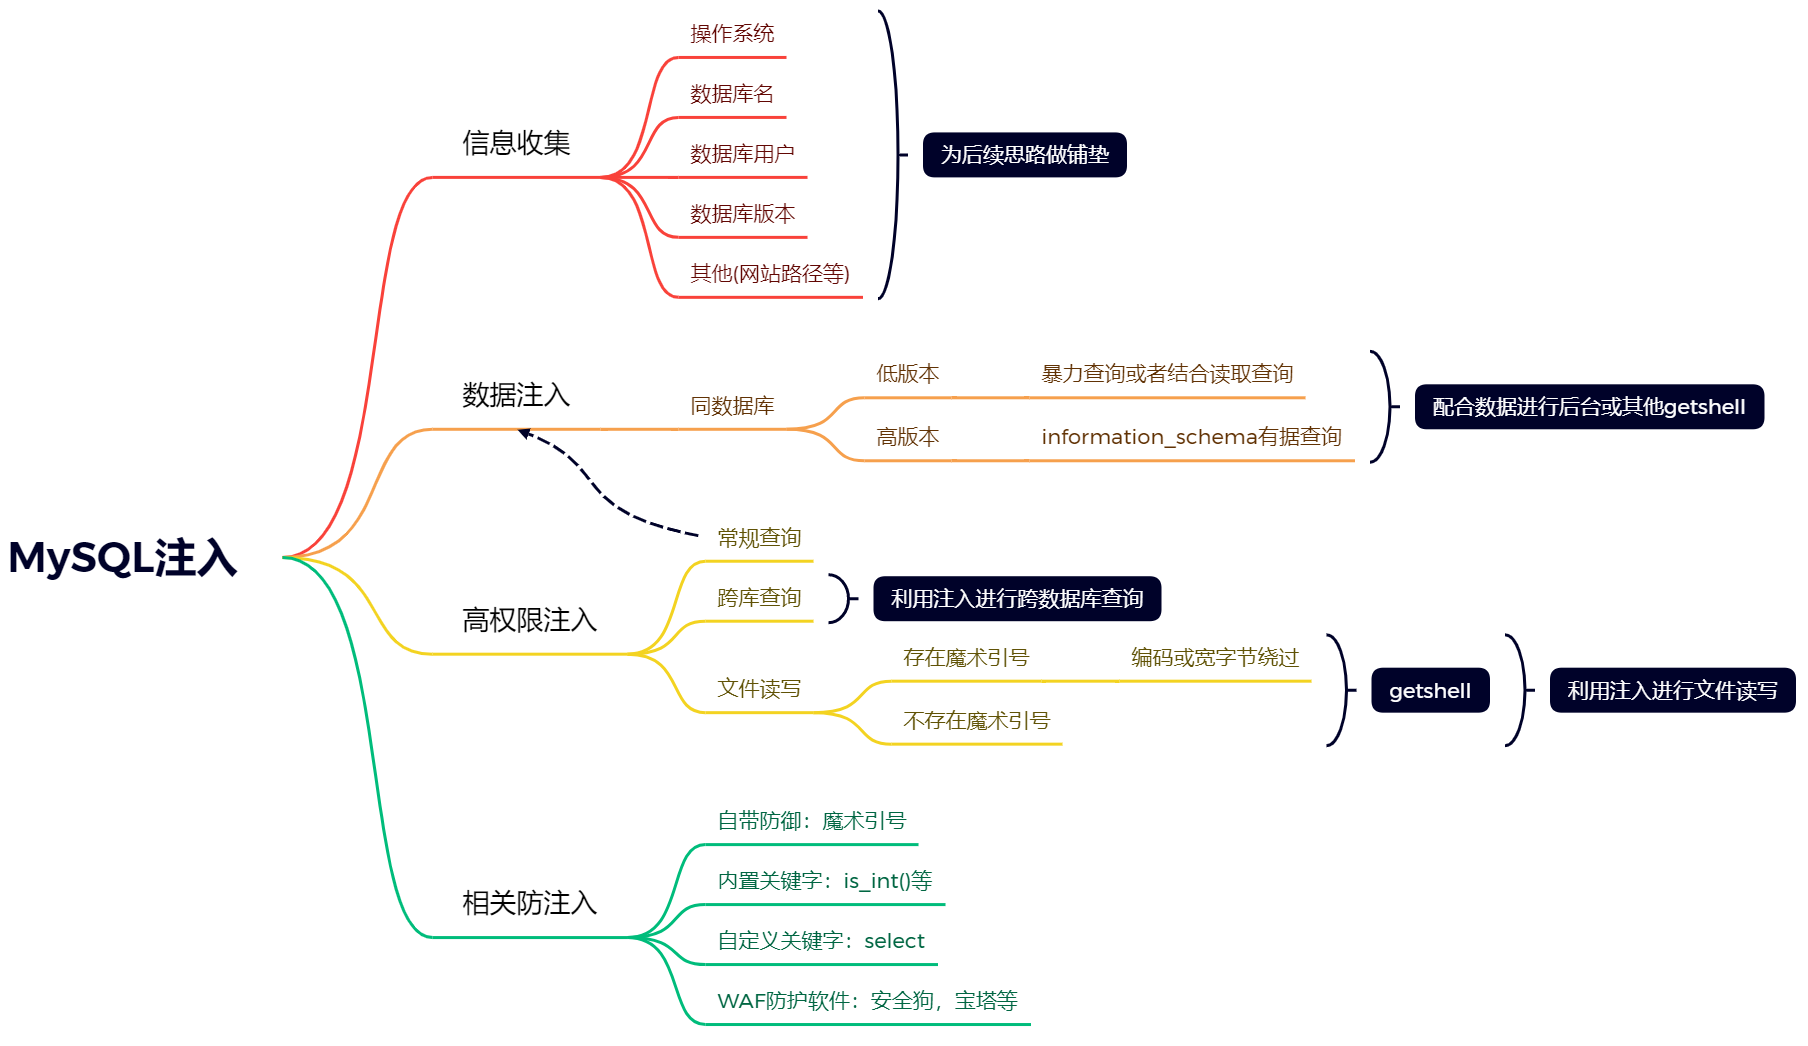 MySQL注入
信息收集
操作系统
数据库名
数据库用户
数据库版本
其他(网站路径等)
为后续思路做铺垫
数据注入
同数据库
低版本
暴力查询或者结合读取查询
高版本
information_schema有据查询
配合数据进行后台或其他getshell
高权限注入
常规查询
跨库查询
利用注入进行跨数据库查询
文件读写
存在魔术引号
编码或宽字节绕过
不存在魔术引号
getshell
利用注入进行文件读写
相关防注入
自带防御：魔术引号
内置关键字：is_int()等
自定义关键字：select
WAF防护软件：安全狗，宝塔等